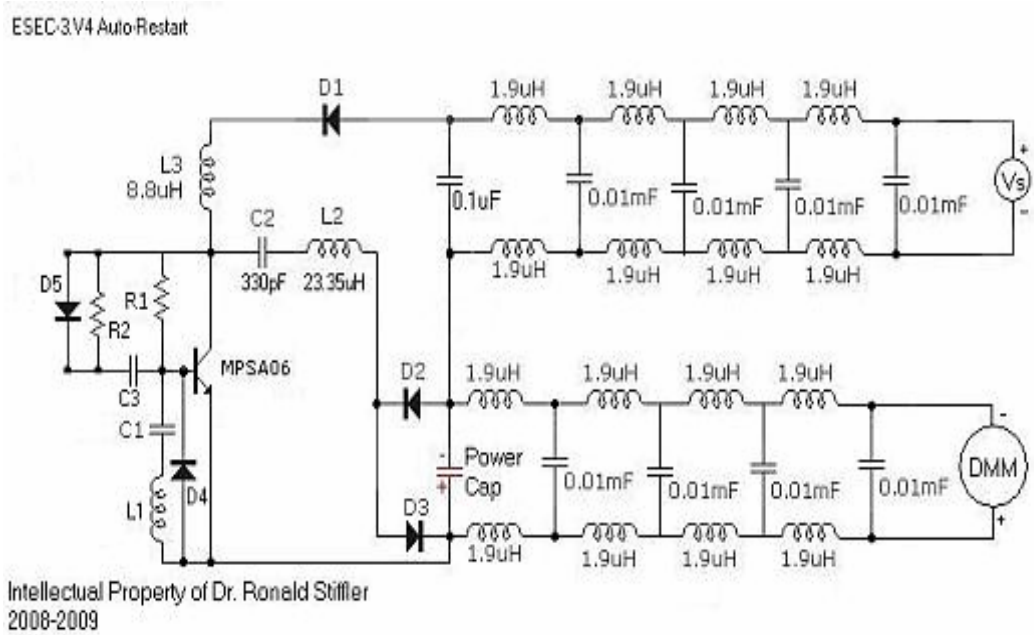 ESEC-3.V4 Auto-Restart
D1
1.9uH 1.9uH 1.9uH 1.9uH
L3
8.8uH
0.1uF 0.01mF 0.01mF 0.01mF 0.01mF
+
Vs
-
C2 L2
330pF 23.35uH
1.9uH 1.9uH 1.9uH 1.9uH
D5 R2 R1
MPSA06
C3
C1
D4
L1
D2 1.9uH 1.9uH 1.9uH 1.9uH
-
Power
+ Cap
0.01mF 0.01mF 0.01mF 0.01mF
-
DMM
+
D3
1.9uH 1.9uH 1.9uH 1.9uH
Intellectual Property of Dr. Ronald Stiffler
2008-2009